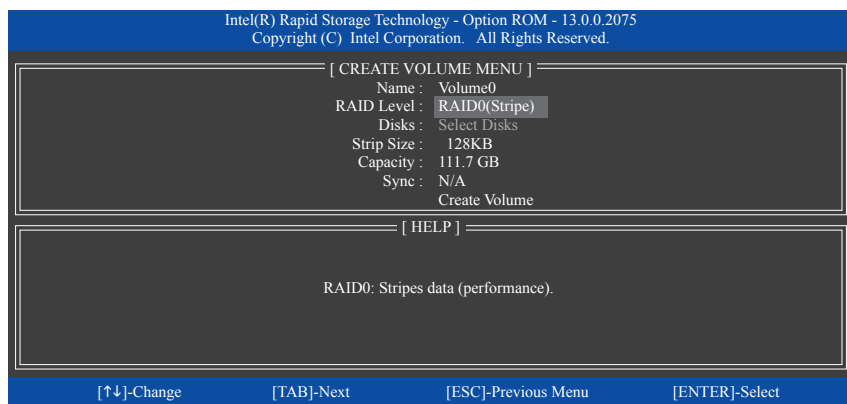 Intel(R) Rapid Storage Technology - Option ROM - 13.0.0.2075
Copyright (C) Intel Corporation. All Rights Reserved.
[ CREATE VOLUME MENU ]
Name : Volume0
RAID Level : RAID0(Stripe)
Disks : Select Disks
Strip Size : 128KB
Capacity : 111.7 GB
Sync : N/A
Create Volume
[ HELP ]
RAID0: Stripes data (performance).
[↑↓]-Change [TAB]-Next [ESC]-Previous Menu [ENTER]-Select